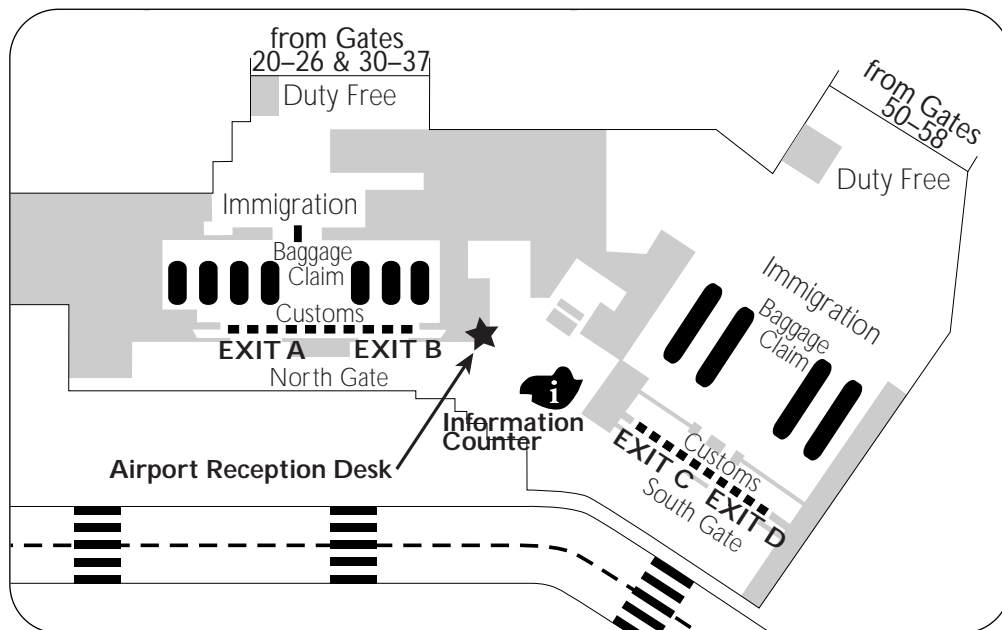 from Gates
20–26 & 30–37
Duty Free
Immigration
Baggage
Claim
Customs
EXIT A
EXIT B
North Gate
Airport Reception Desk
i
Information
Counter
from Gates
50–58
Duty Free
Immigration
Baggage
Claim
Customs
EXIT C
EXIT D
South Gate